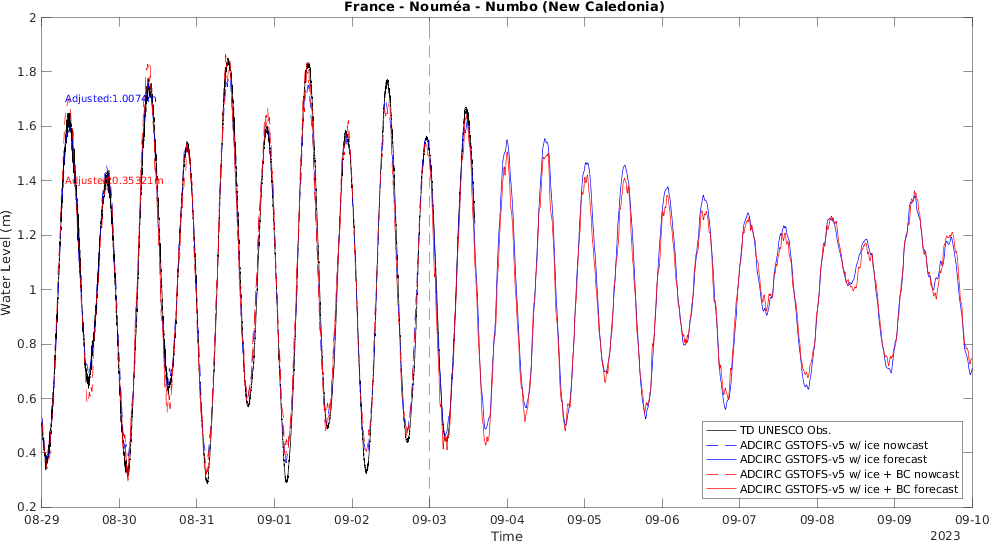 France - Nouméa - Numbo (New Caledonia)
2
1.8
1.6
1.4
1.2
1
0.8
0.6
0.4
0.2
Water Level (m)
Adjusted:1.0074m
Adjusted:0.35321m
TD UNESCO Obs.
ADCIRC GSTOFS-v5 w/ ice nowcast
ADCIRC GSTOFS-v5 w/ ice forecast
ADCIRC GSTOFS-v5 w/ ice + BC nowcast
ADCIRC GSTOFS-v5 w/ ice + BC forecast
08-29 08-30 08-31 09-01 09-02 09-03 09-04 09-05 09-06 09-07 09-08 09-09 09-10
Time
2023